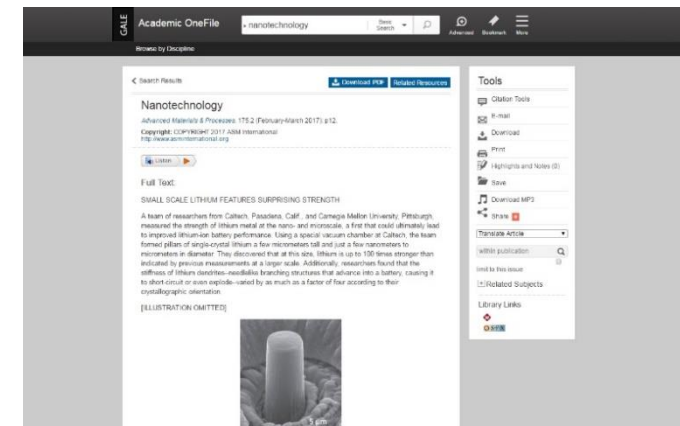 GALE
Academic OneFile
nanotechnology
Basic Search
Advanced
Bookmark
More
Browse by Discipline
Search Results
Download PDF
Related Resources
Nanotechnology
Advanced Materials & Processes. 175.2 (February-March 2017): p12.
Copyright: COPYRIGHT 2017 ASM International
http://www.asminternational.org
Listen
Full Text:
SMALL SCALE LITHIUM FEATURES SURPRISING STRENGTH
A team of researchers from Caltech, Pasadena, Calif., and Carnegie Mellon University, Pittsburgh,
measured the strength of lithium metal at the nano- and microscale, a first that could ultimately lead
to improved lithium-ion battery performance. Using a special vacuum chamber at Caltech, the team
formed pillars of single-crystal lithium a few micrometers tall and just a few nanometers to
micrometers in diameter. They discovered that at this size, lithium is up to 100 times stronger than
indicated by previous measurements at a larger scale. Additionally, researchers found that the
stiffness of lithium dendrites--needlelike branching structures that advance into a battery, causing it
to short-circuit or even explode--varied by as much as a factor of four according to their
crystallographic orientation.
[ILLUSTRATION OMITTED]
5 µm
Tools
Citation Tools
E-mail
Download
Print
Highlights and Notes (0)
Save
Download MP3
Share
Translate Article
within publication
limit to this issue
Related Subjects
Library Links